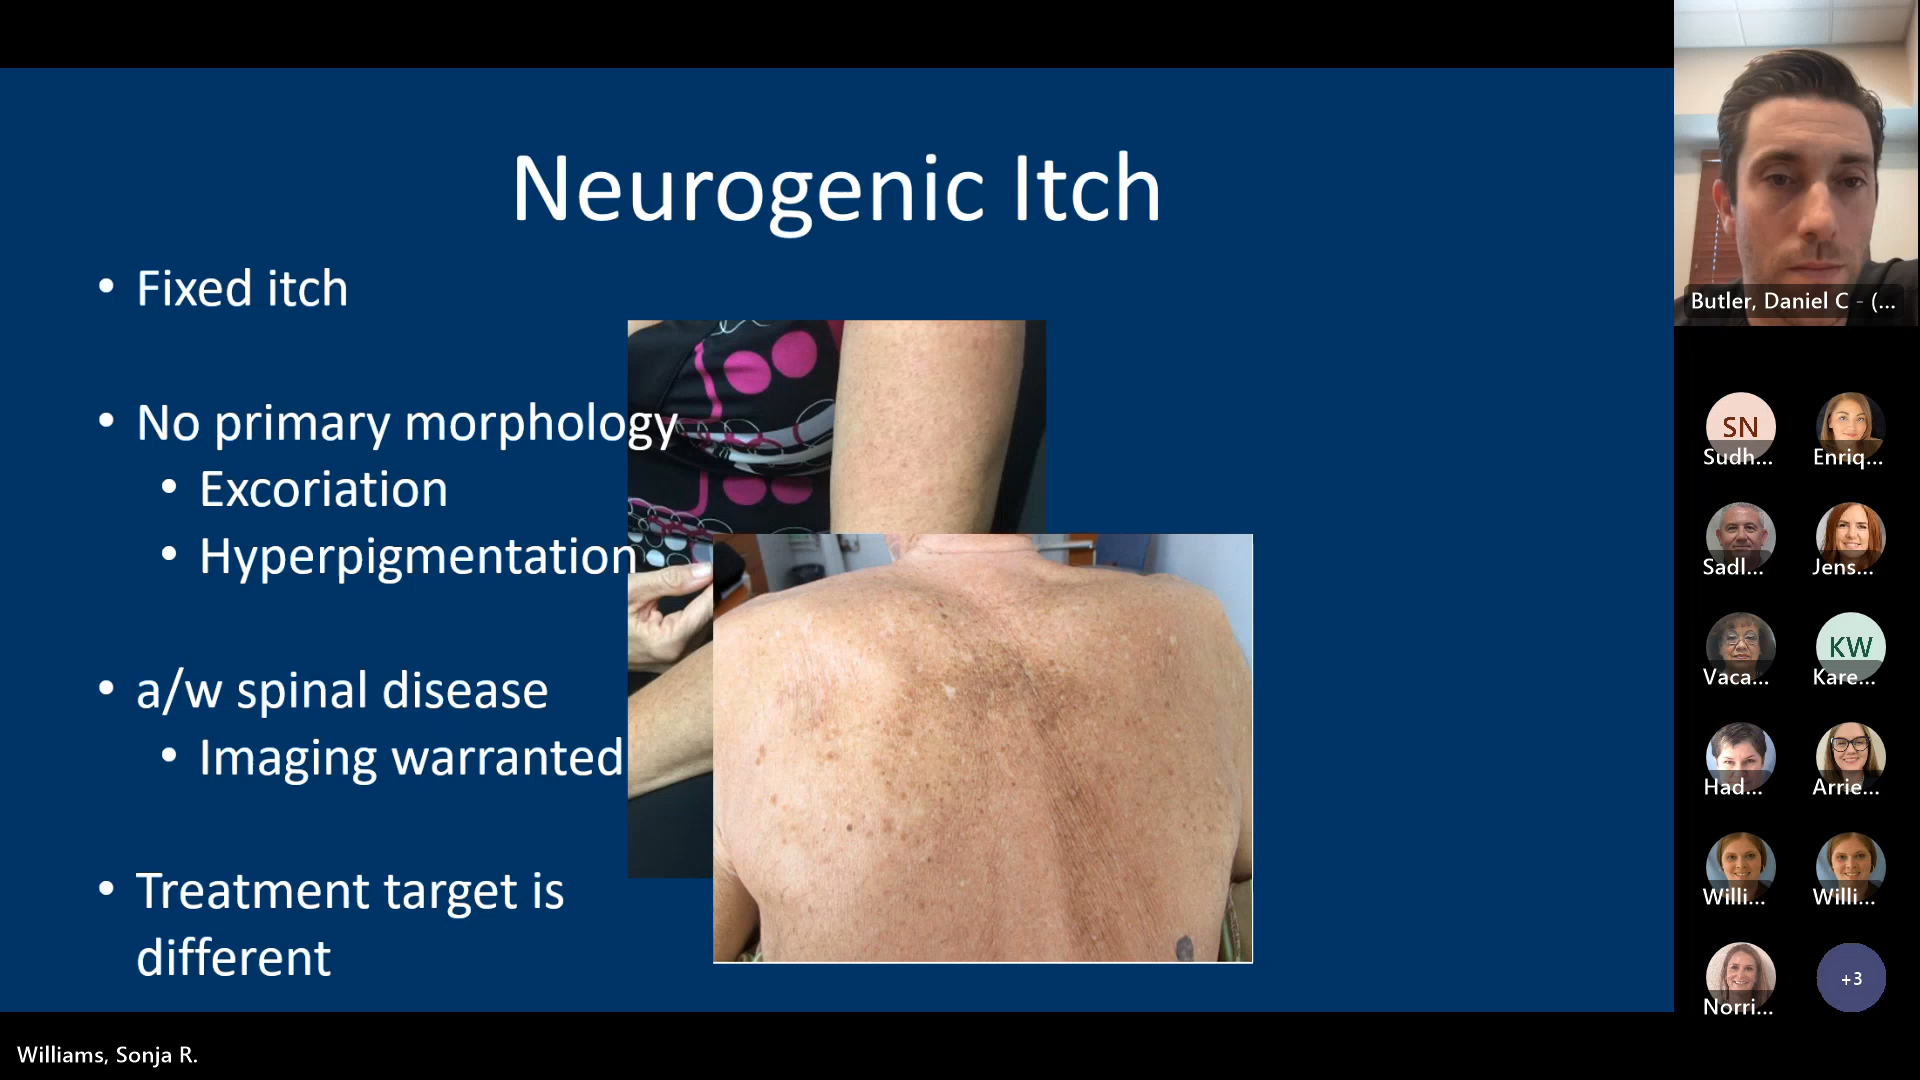 Neurogenic Itch
• Fixed itch
• No primary morphology
• Excoriation
• Hyperpigmentation
• a/w spinal disease
• Imaging warranted
• Treatment target is
different
Butler, Daniel C - (...
SN
Sudh...
Enriq...
Sadl...
Jens...
Vaca...
KW
Kare...
Had...
Arrie...
Willi...
Willi...
Norri...
+3
Williams, Sonja R.